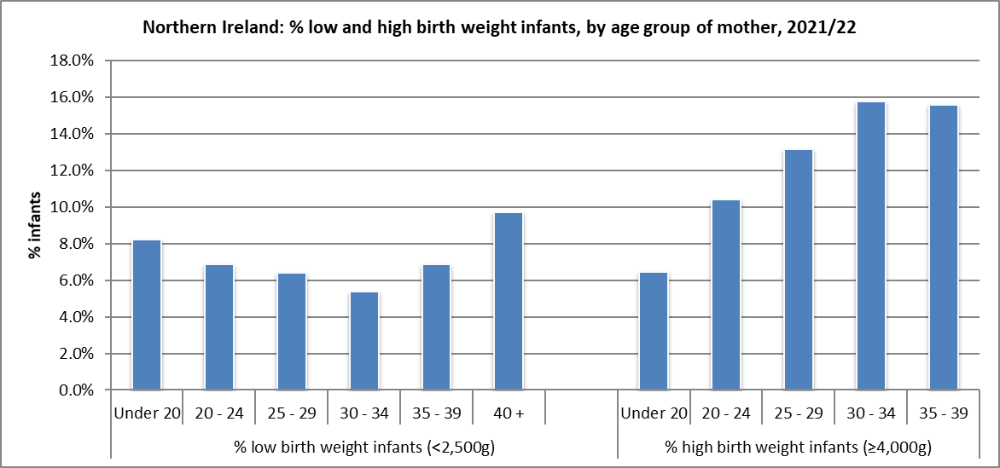 Northern Ireland: % low and high birth weight infants, by age group of mother, 2021/22
18.0%
16.0%
14.0%
12.0%
10.0%
8.0%
6.0%
4.0%
2.0%
0.0%
% infants
Under 20 20 - 24 25 - 29 30 - 34 35 - 39 40 + Under 20 20 - 24 25 - 29 30 - 34 35 - 39
% low birth weight infants (<2,500g) % high birth weight infants (≥4,000g)